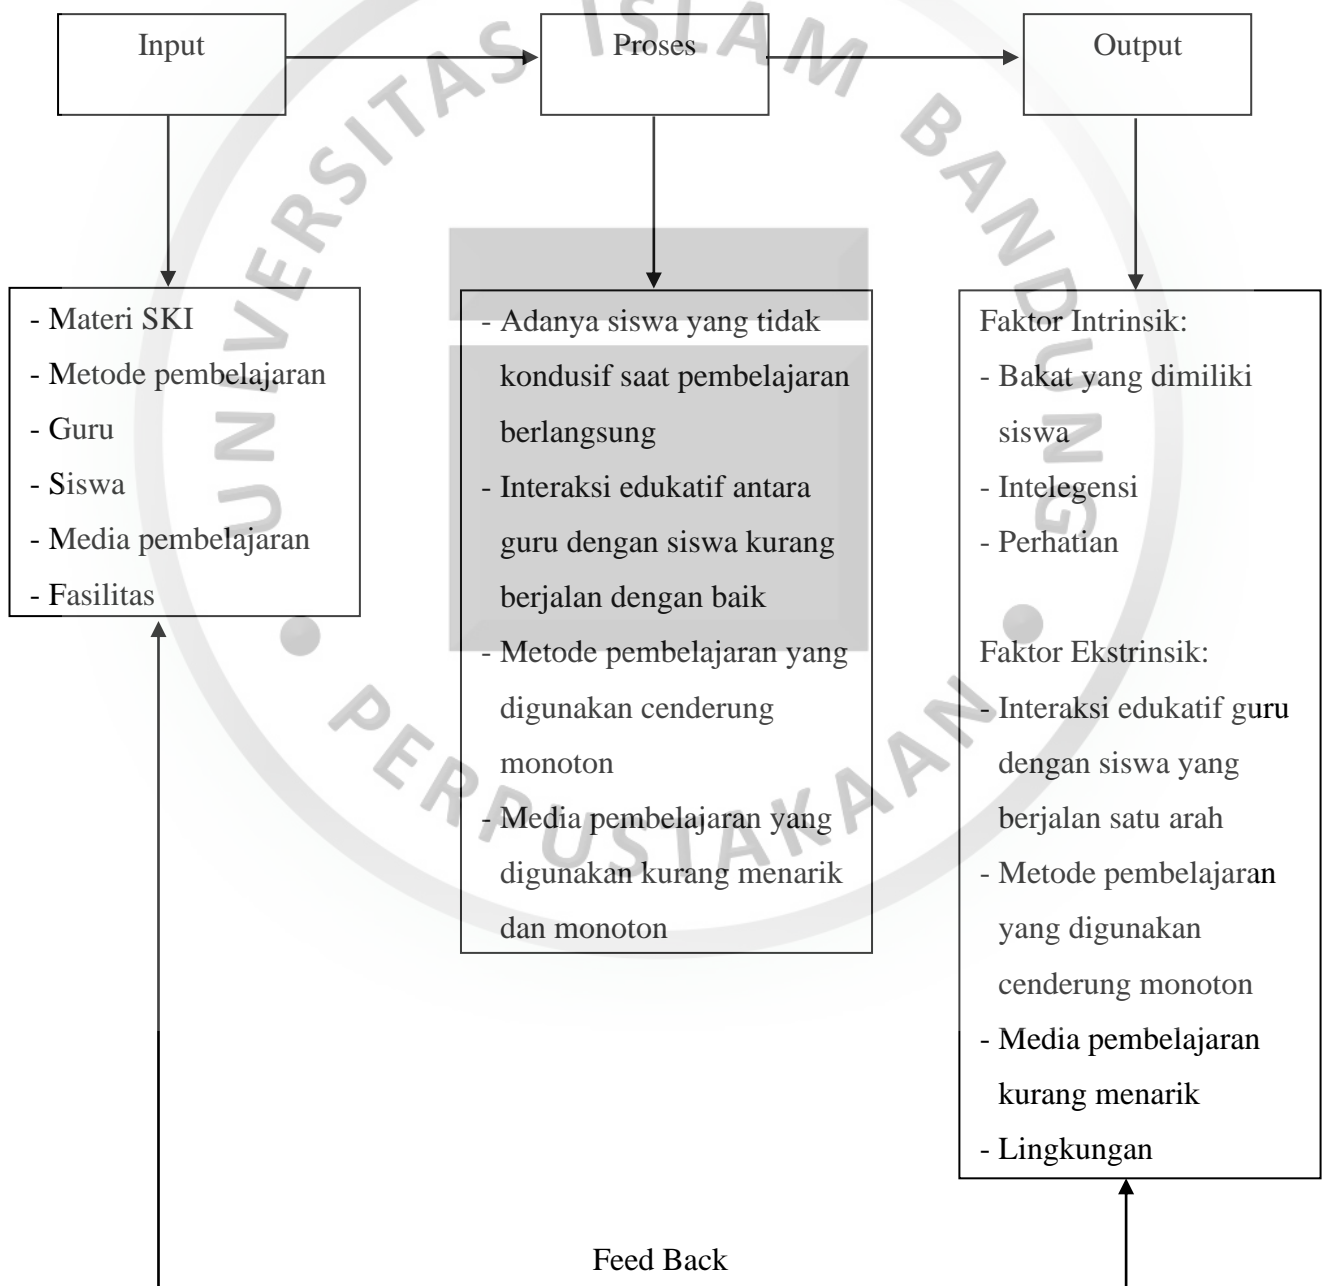 Input
Proses
Output
- Materi SKI
- Metode pembelajaran
- Guru
- Siswa
- Media pembelajaran
- Fasilitas
- Adanya siswa yang tidak
kondusif saat pembelajaran
berlangsung
- Interaksi edukatif antara
guru dengan siswa kurang
berjalan dengan baik
- Metode pembelajaran yang
digunakan cenderung
monoton
- Media pembelajaran yang
digunakan kurang menarik
dan monoton
Faktor Intrinsik:
- Bakat yang dimiliki
siswa
- Intelegensi
- Perhatian
Faktor Ekstrinsik:
- Interaksi edukatif guru
dengan siswa yang
berjalan satu arah
- Metode pembelajaran
yang digunakan
cenderung monoton
- Media pembelajaran
kurang menarik
- Lingkungan
Feed Back
UNIVERSITAS ISLAM BANDUNG
PERPUSTAKAAN